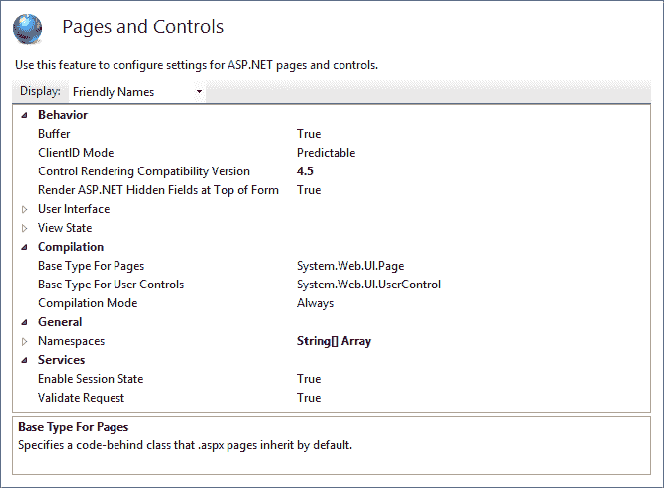 Pages and Controls
Use this feature to configure settings for ASP.NET pages and controls.
Display: Friendly Names
Behavior
Buffer True
ClientID Mode Predictable
Control Rendering Compatibility Version 4.5
Render ASP.NET Hidden Fields at Top of Form True
User Interface
View State
Compilation
Base Type For Pages System.Web.UI.Page
Base Type For User Controls System.Web.UI.UserControl
Compilation Mode Always
General
Namespaces String[] Array
Services
Enable Session State True
Validate Request True
Base Type For Pages
Specifies a code-behind class that .aspx pages inherit by default.